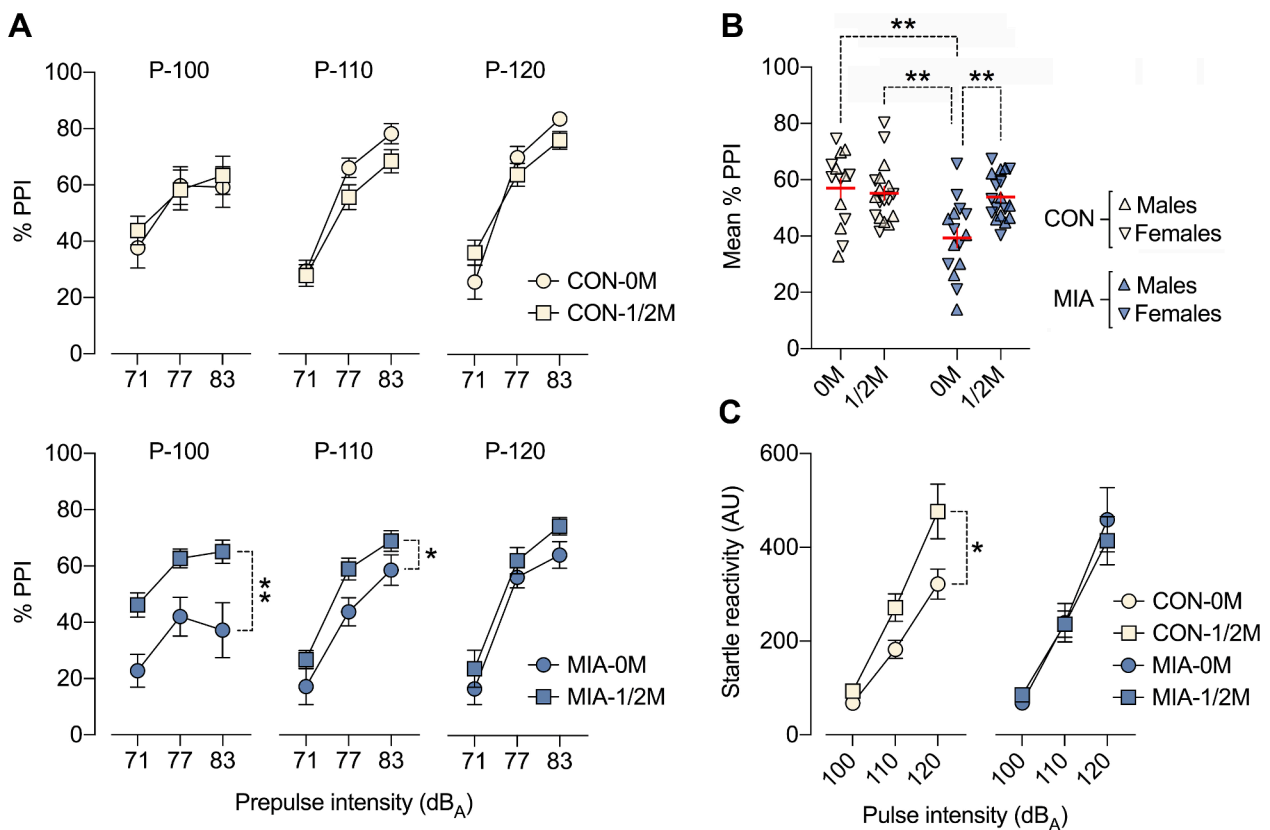 A
P-100
P-110
P-120
% PPI
100
80
60
40
20
0
71 77 83
71 77 83
71 77 83
CON-0M
CON-1/2M
P-100
P-110
P-120
% PPI
100
80
60
40
20
0
**
*
71 77 83
71 77 83
71 77 83
MIA-0M
MIA-1/2M
Prepulse intensity (dBA)
B
**
** **
Mean % PPI
100
80
60
40
20
0
0M 1/2M 0M 1/2M
CON
Males
Females
MIA
Males
Females
C
Startle reactivity (AU)
600
400
200
0
*
100 110 120
100 110 120
CON-0M
CON-1/2M
MIA-0M
MIA-1/2M
Pulse intensity (dBA)